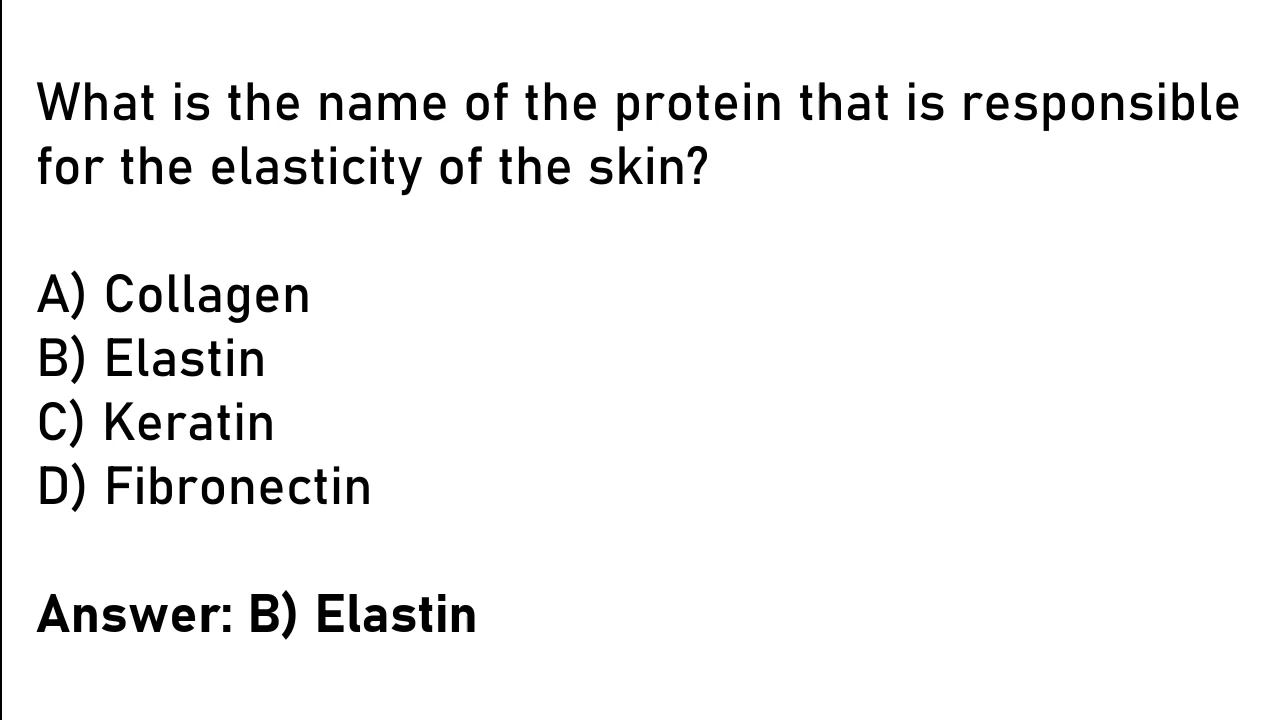 What is the name of the protein that is responsible
for the elasticity of the skin?
A) Collagen
B) Elastin
C) Keratin
D) Fibronectin
Answer: B) Elastin